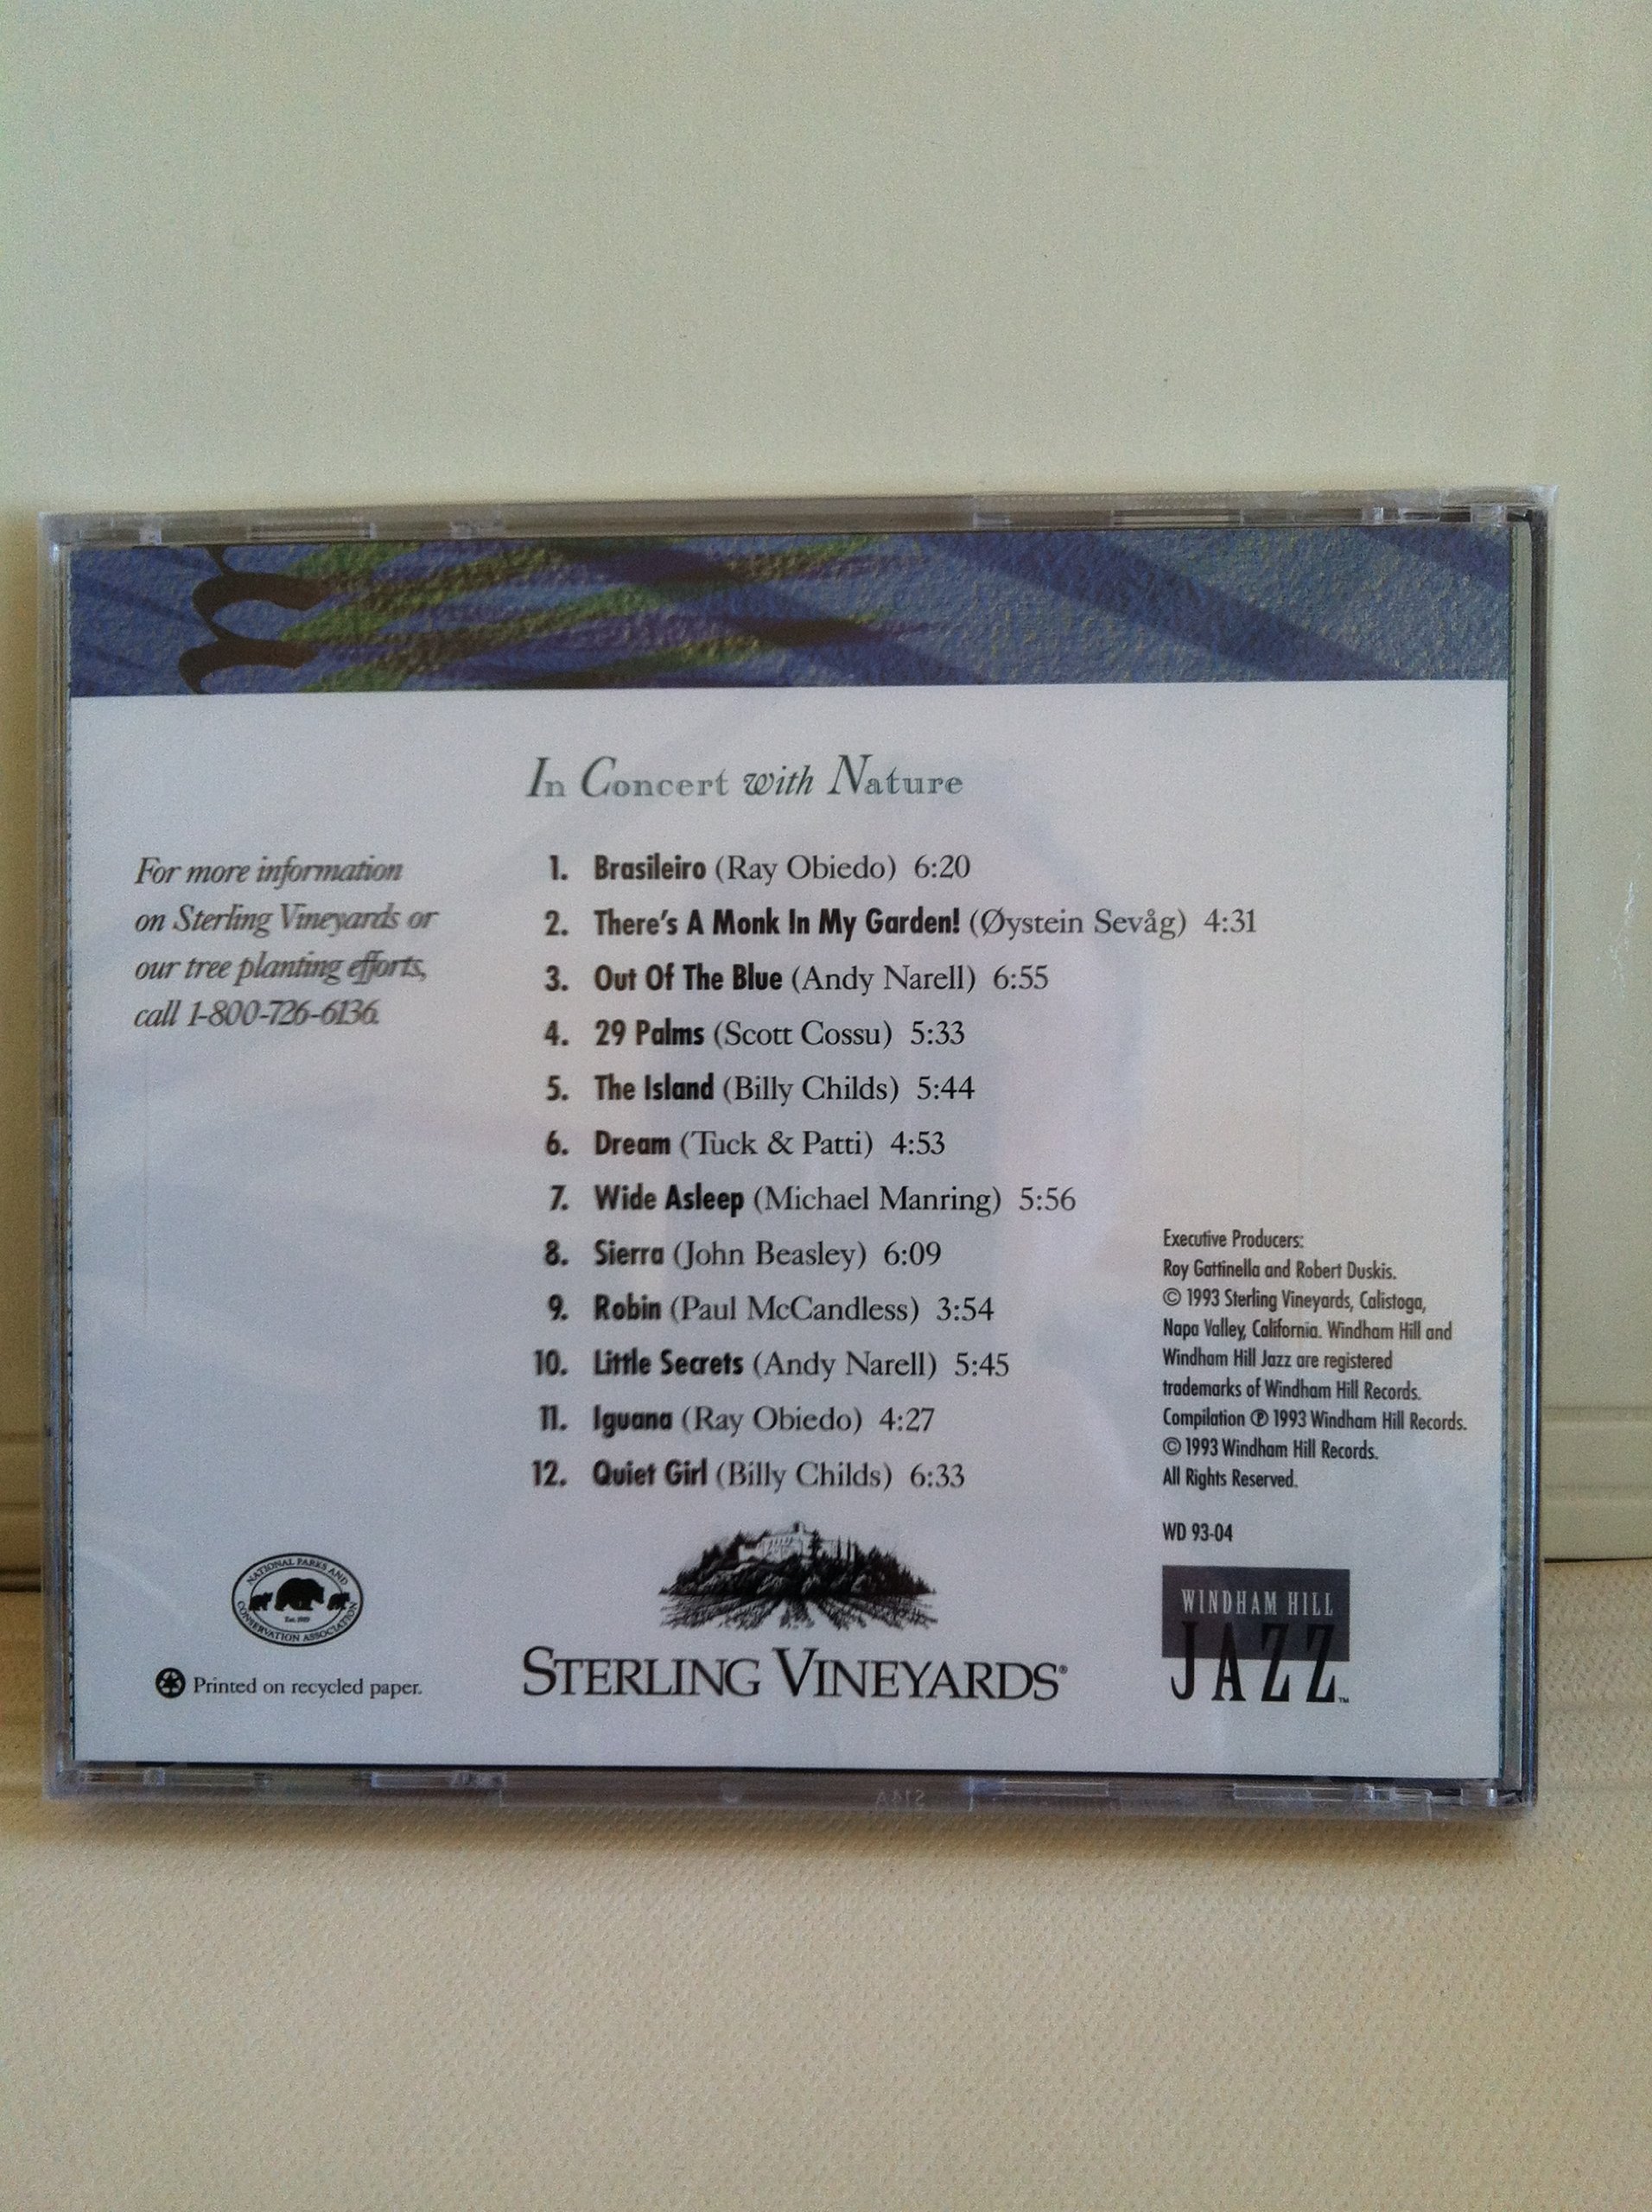 In Concert with Nature
For more information
on Sterling Vineyards or
our tree planting efforts,
call 1-800-726-6136.
1. Brasileiro (Ray Obiedo) 6:20
2. There's A Monk In My Garden! (Øystein Sevåg) 4:31
3. Out Of The Blue (Andy Narell) 6:55
4. 29 Palms (Scott Cossu) 5:33
5. The Island (Billy Childs) 5:44
6. Dream (Tuck & Patti) 4:53
7. Wide Asleep (Michael Manring) 5:56
8. Sierra (John Beasley) 6:09
9. Robin (Paul McCandless) 3:54
10. Little Secrets (Andy Narell) 5:45
11. Iguana (Ray Obiedo) 4:27
12. Quiet Girl (Billy Childs) 6:33
Executive Producers:
Roy Gattinella and Robert Duskis.
© 1993 Sterling Vineyards, Calistoga,
Napa Valley, California. Windham Hill and
Windham Hill Jazz are registered
trademarks of Windham Hill Records.
Compilation ℗ 1993 Windham Hill Records.
© 1993 Windham Hill Records.
All Rights Reserved.
WD 93-04
NATIONAL PARKS AND
CONSERVATION ASSOCIATION
Printed on recycled paper.
STERLING VINEYARDS®
WINDHAM HILL
JAZZ™